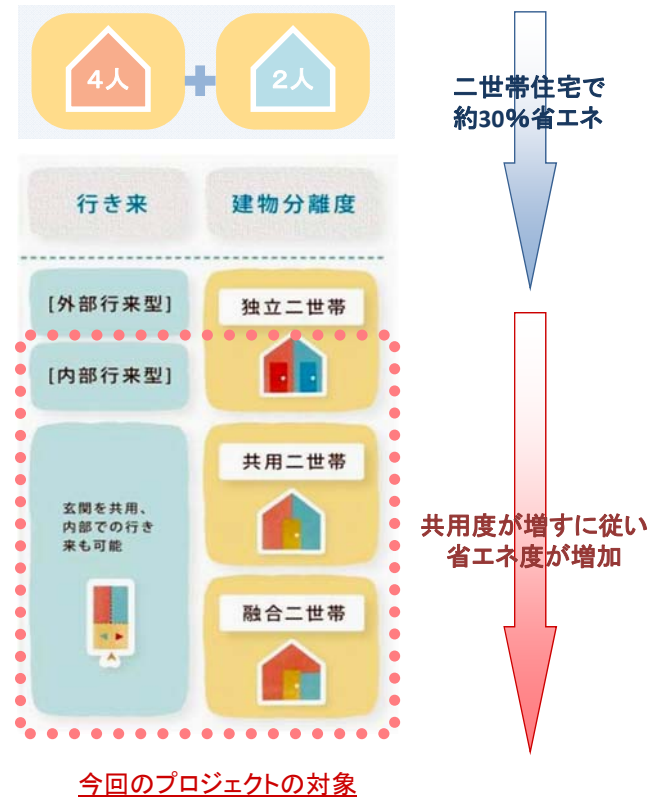 4人
2人
二世帯住宅で
約30％省エネ
行き来
建物分離度
[外部行来型]
独立二世帯
[内部行来型]
共用二世帯
玄関を共用、
内部での行き
来も可能
融合二世帯
共用度が増すに従い
省エネ度が増加
今回のプロジェクトの対象